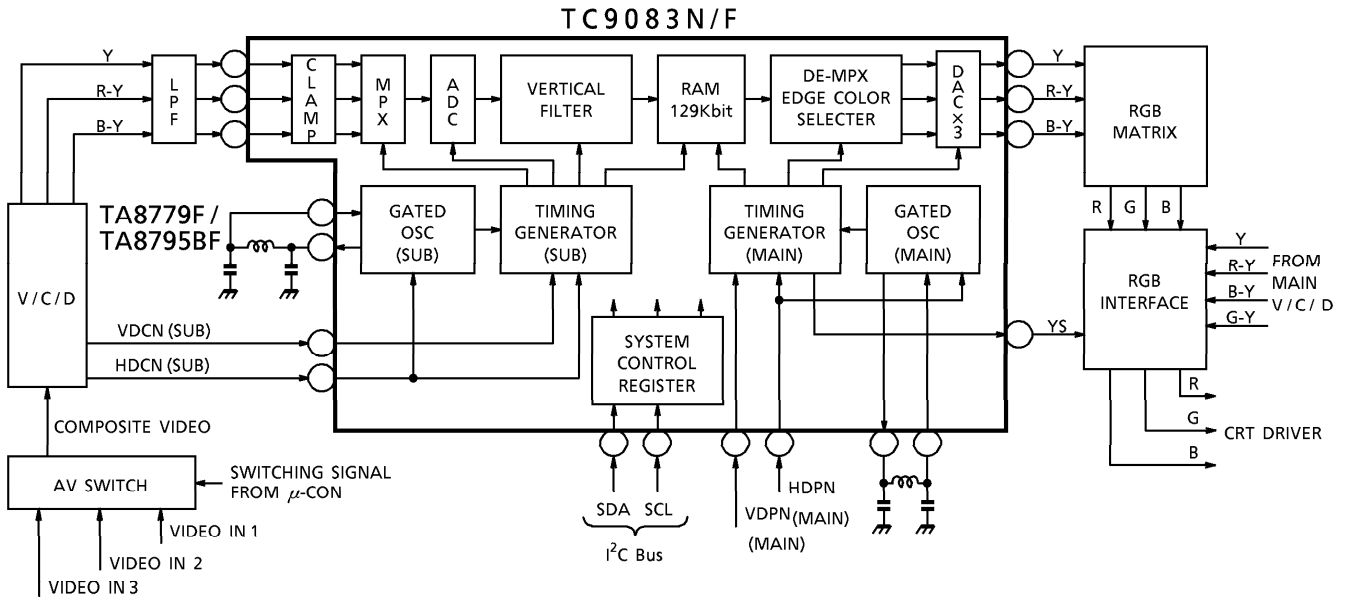 TC9083N/F
Y
R-Y
B-Y
LPF
CLAMP
MPX
ADC
VERTICAL
FILTER
RAM
129Kbit
DE-MPX
EDGE COLOR
SELECTER
DAC×3
Y
R-Y
B-Y
RGB
MATRIX
TA8779F/
TA8795BF
GATED
OSC
(SUB)
TIMING
GENERATOR
(SUB)
TIMING
GENERATOR
(MAIN)
GATED
OSC
(MAIN)
R
G
B
V/C/D
RGB
INTERFACE
Y
R-Y
B-Y
G-Y
FROM
MAIN
V/C/D
VDCN (SUB)
HDCN (SUB)
SYSTEM
CONTROL
REGISTER
YS
R
G
B
CRT DRIVER
COMPOSITE VIDEO
AV SWITCH
SWITCHING SIGNAL
FROM μ-CON
VIDEO IN 1
VIDEO IN 2
VIDEO IN 3
SDA SCL
I²C Bus
HDPN
(MAIN)
VDPN
(MAIN)